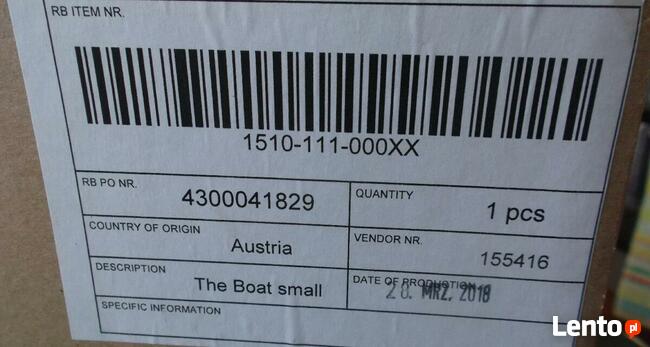 RB ITEM NR.
1510-111-000XX
RB PO NR.
4300041829
QUANTITY
1 pcs
COUNTRY OF ORIGIN
Austria
VENDOR NR.
155416
DESCRIPTION
The Boat small
DATE OF PRODUCTION
28. MRZ. 2018
SPECIFIC INFORMATION
Lento pl